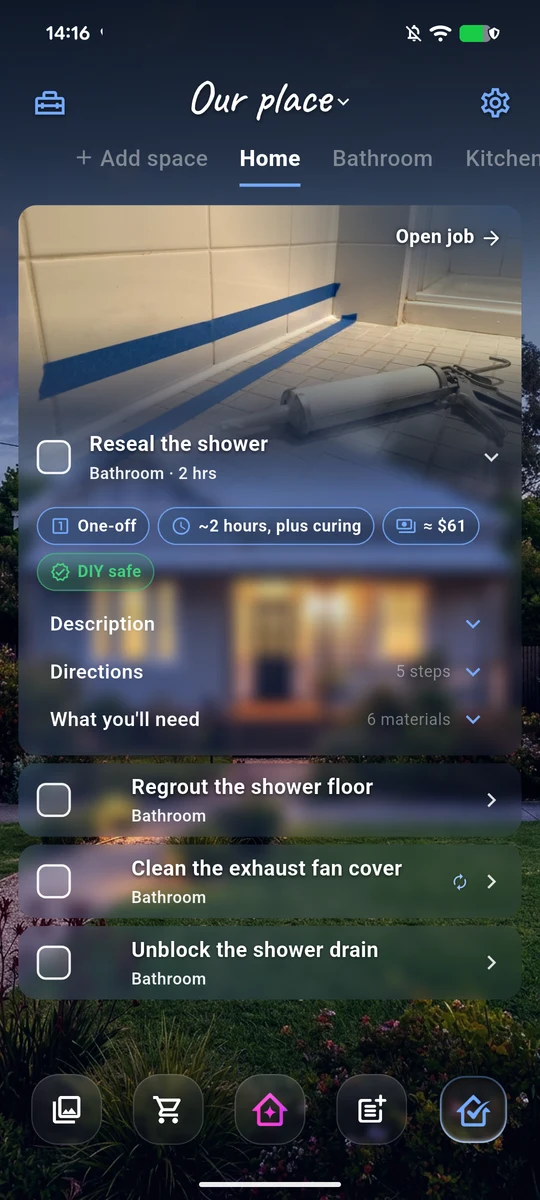 14:16
Our place
+ Add space Home Bathroom Kitchen
Open job →
Reseal the shower
Bathroom · 2 hrs
1 One-off ~2 hours, plus curing ≈ $61
DIY safe
Description
Directions 5 steps
What you'll need 6 materials
Regrout the shower floor
Bathroom
Clean the exhaust fan cover
Bathroom
Unblock the shower drain
Bathroom